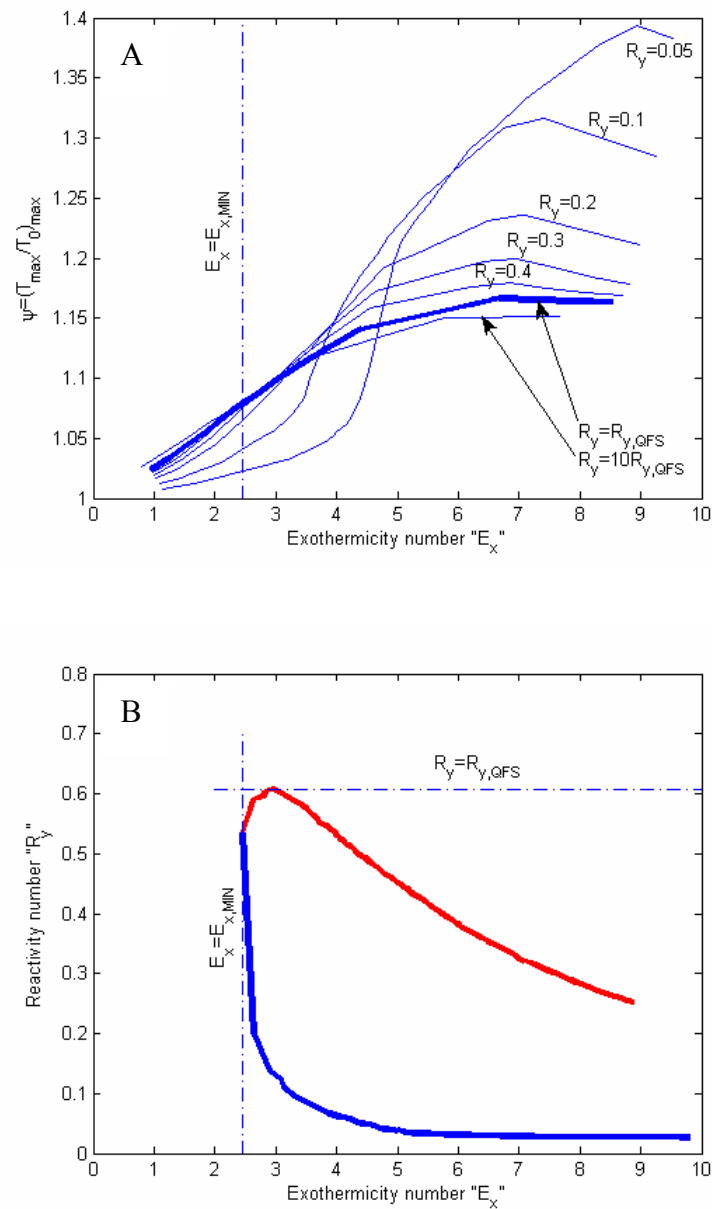 A
1.4
1.35
1.3
1.25
1.2
1.15
1.1
1.05
1
ψ=(T_max/T_0)_max
E_x=E_x,MIN
R_y=0.05
R_y=0.1
R_y=0.2
R_y=0.3
R_y=0.4
R_y=R_y,QFS
R_y=10R_y,QFS
0 1 2 3 4 5 6 7 8 9 10
Exothermicity number "E_x"
B
0.8
0.7
0.6
0.5
0.4
0.3
0.2
0.1
0
Reactivity number "R_y"
R_y=R_y,QFS
E_x=E_x,MIN
0 1 2 3 4 5 6 7 8 9 10
Exothermicity number "E_x"